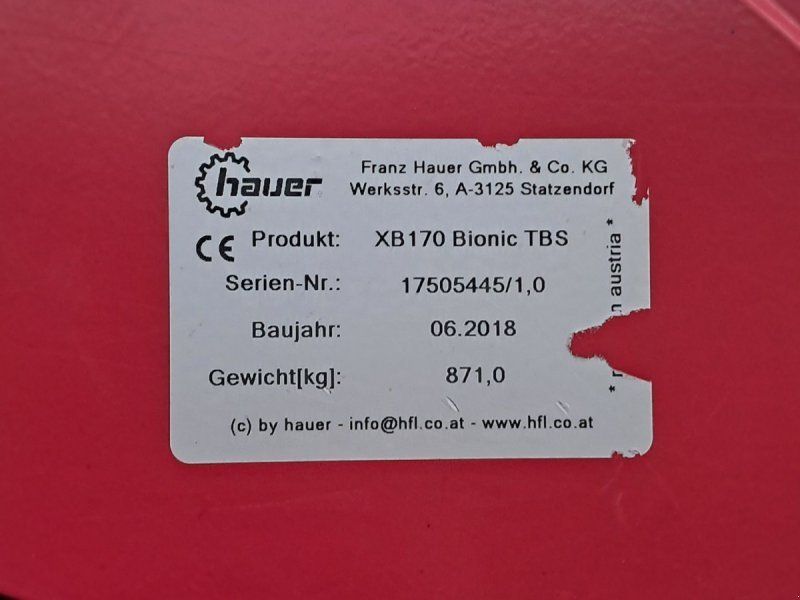 hauer
Franz Hauer Gmbh. & Co. KG
Werksstr. 6, A-3125 Statzendorf
CE Produkt: XB170 Bionic TBS
Serien-Nr.: 17505445/1,0
Baujahr: 06.2018
Gewicht[kg]: 871,0
(c) by hauer - info@hfl.co.at - www.hfl.co.at
austria *